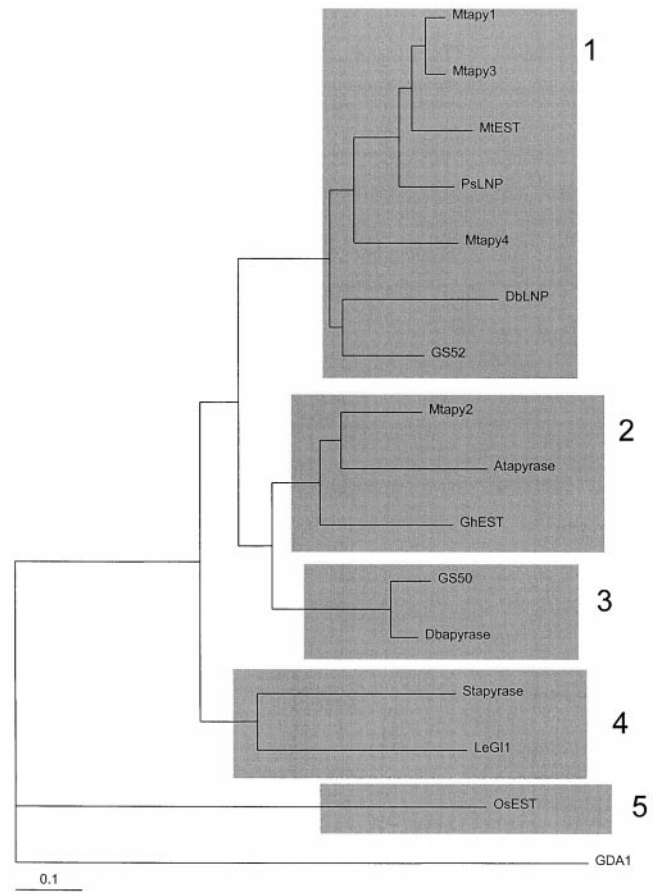 Mtapy1
1
Mtapy3
MtEST
PsLNP
Mtapy4
DbLNP
GS52
Mtapy2
2
Atapyrase
GhEST
GS50
3
Dbapyrase
Stapyrase
4
LeGI1
OsEST
5
GDA1
0.1